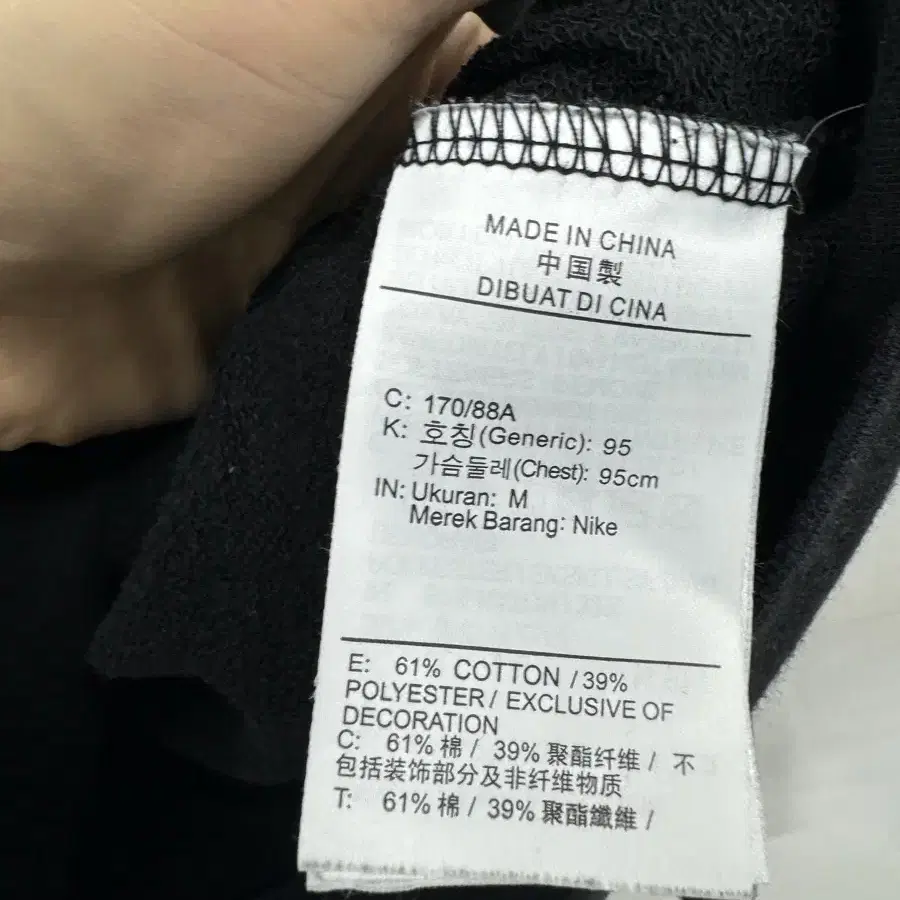 MADE IN CHINA
中国製
DIBUAT DI CINA
C: 170/88A
K: 호칭(Generic): 95
가슴둘레(Chest): 95cm
IN: Ukuran: M
Merek Barang: Nike
E: 61% COTTON / 39%
POLYESTER / EXCLUSIVE OF
DECORATION
C: 61% 棉 / 39% 聚酯纤维 / 不
包括装饰部分及非纤维物质
T: 61% 棉 / 39% 聚酯纖維 /